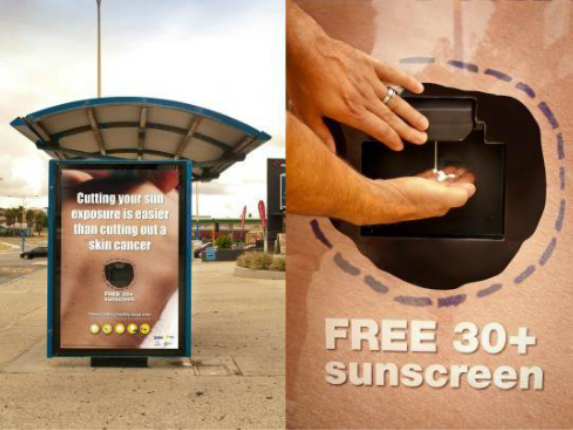 Cutting your sun
exposure is easier
than cutting out a
skin cancer
FREE 30+
sunscreen
FREE 30+
sunscreen